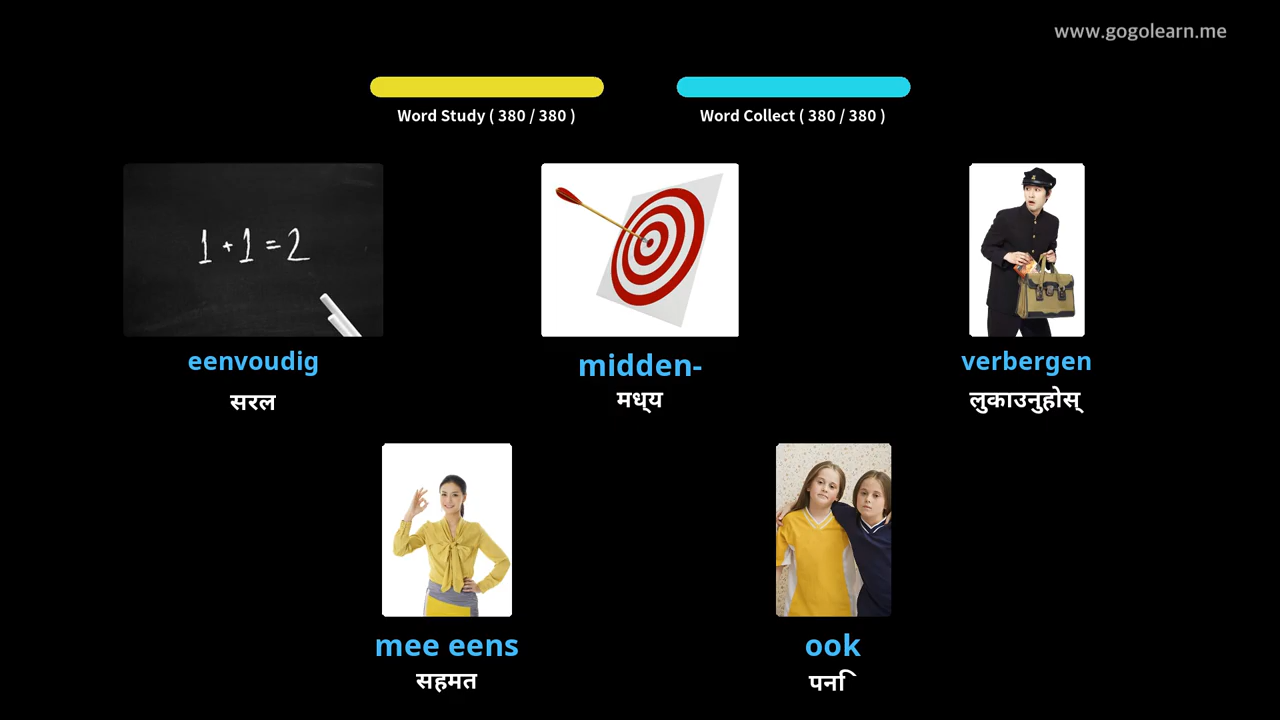 www.gogolearn.me
Word Study ( 380 / 380 )
Word Collect ( 380 / 380 )
1 + 1 = 2
eenvoudig
सरल
midden-
मध्य
verbergen
लुकाउनुहोस्
mee eens
सहमत
ook
पनि